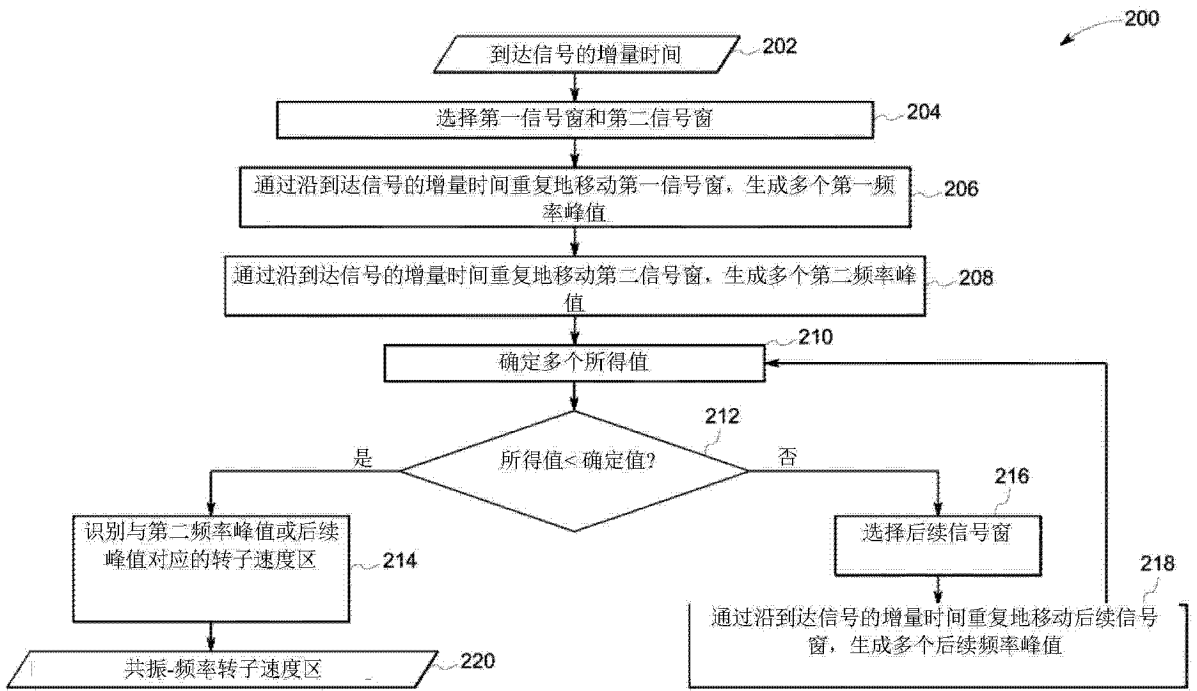 200
到达信号的增量时间
202
选择第一信号窗和第二信号窗
204
通过沿到达信号的增量时间重复地移动第一信号窗，生成多个第一频
率峰值
206
通过沿到达信号的增量时间重复地移动第二信号窗，生成多个第二频率峰
值
208
210
确定多个所得值
212
所得值<确定值?
是
否
识别与第二频率峰值或后续
峰值对应的转子速度区
214
216
选择后续信号窗
218
通过沿到达信号的增量时间重复地移动后续信号
窗，生成多个后续频率峰值
共振-频率转子速度区
220